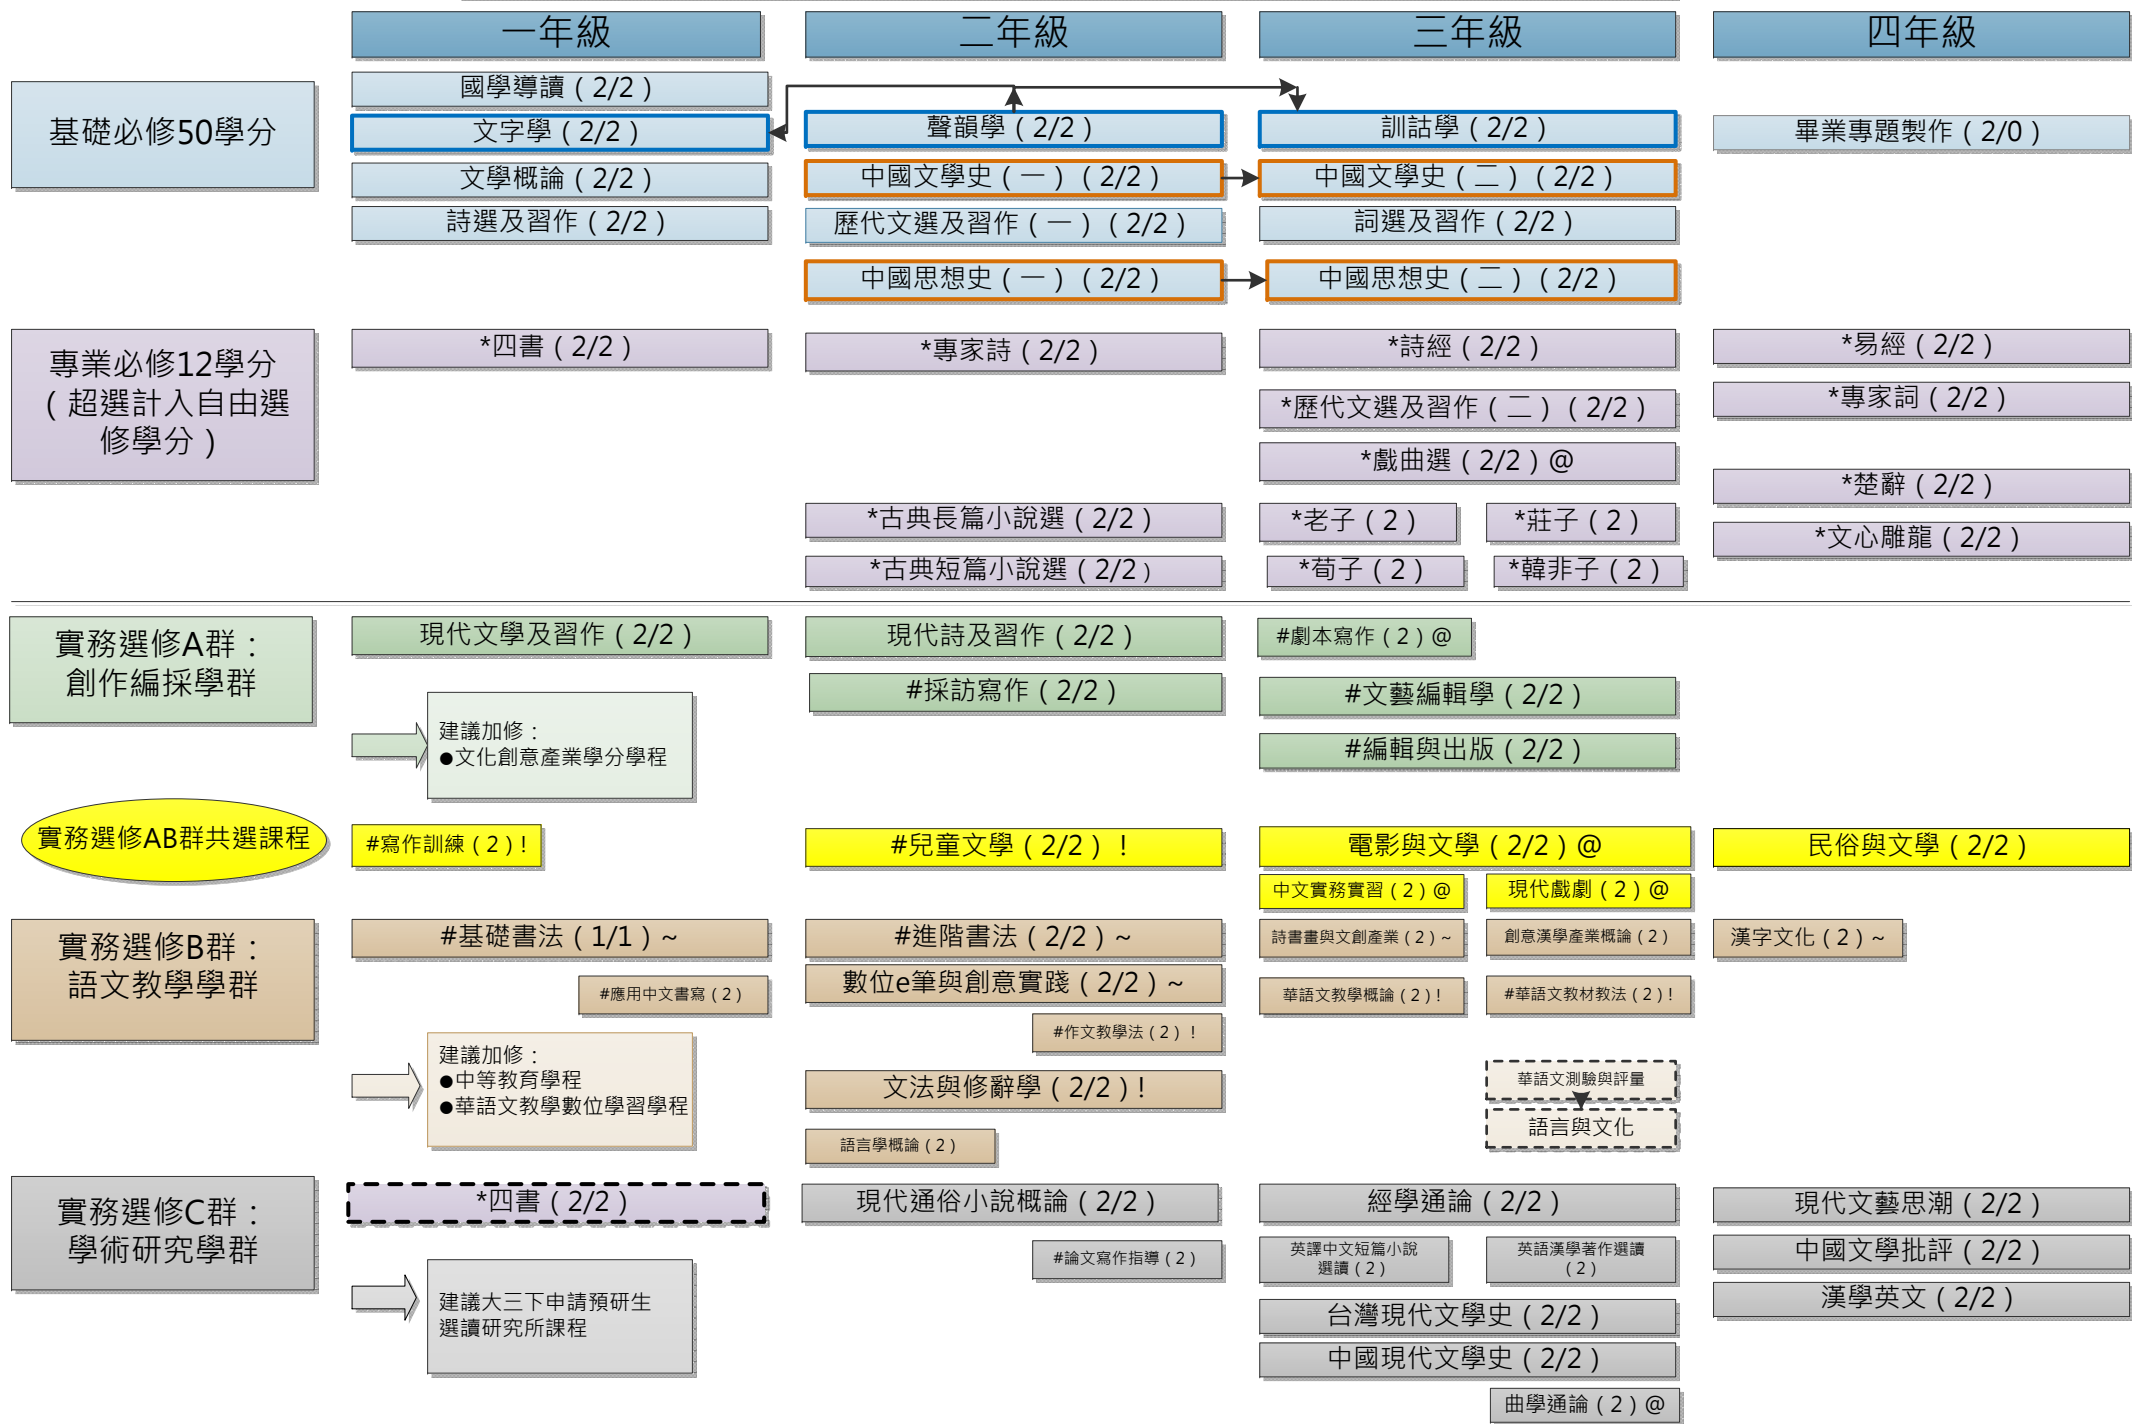 一年級
二年級
三年級
四年級
基礎必修50學分
國學導讀（2/2）
文字學（2/2）
聲韻學（2/2）
訓詁學（2/2）
畢業專題製作（2/0）
文學概論（2/2）
中國文學史（一）（2/2）
中國文學史（二）（2/2）
詩選及習作（2/2）
歷代文選及習作（一）（2/2）
詞選及習作（2/2）
中國思想史（一）（2/2）
中國思想史（二）（2/2）
專業必修12學分
（超選計入自由選
修學分）
*四書（2/2）
*專家詩（2/2）
*詩經（2/2）
*易經（2/2）
*歷代文選及習作（二）（2/2）
*專家詞（2/2）
*戲曲選（2/2）@
*楚辭（2/2）
*古典長篇小說選（2/2）
*老子（2）
*莊子（2）
*文心雕龍（2/2）
*古典短篇小說選（2/2）
*荀子（2）
*韓非子（2）
實務選修A群：
創作編採學群
現代文學及習作（2/2）
現代詩及習作（2/2）
#劇本寫作（2）@
#採訪寫作（2/2）
#文藝編輯學（2/2）
建議加修：
●文化創意產業學分學程
#編輯與出版（2/2）
實務選修AB群共選課程
#寫作訓練（2）!
#兒童文學（2/2）！
電影與文學（2/2）@
民俗與文學（2/2）
中文實務實習（2）@
現代戲劇（2）@
實務選修B群：
語文教學學群
#基礎書法（1/1）~
#進階書法（2/2）~
詩書畫與文創產業（2）~
創意漢學產業概論（2）
漢字文化（2）~
#應用中文書寫（2）
數位e筆與創意實踐（2/2）~
華語文教學概論（2）!
#華語文教材教法（2）!
#作文教學法（2）！
建議加修：
●中等教育學程
●華語文教學數位學習學程
文法與修辭學（2/2）!
華語文測驗與評量
語言與文化
語言學概論（2）
實務選修C群：
學術研究學群
*四書（2/2）
現代通俗小說概論（2/2）
經學通論（2/2）
現代文藝思潮（2/2）
#論文寫作指導（2）
英譯中文短篇小說
選讀（2）
英語漢學著作選讀
（2）
中國文學批評（2/2）
建議大三下申請預研生
選讀研究所課程
台灣現代文學史（2/2）
漢學英文（2/2）
中國現代文學史（2/2）
曲學通論（2）@